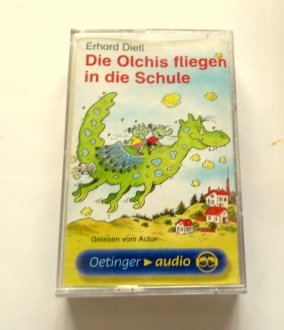 Erhard Dietl
Die Olchis fliegen
in die Schule
Gelesen vom Autor
Oetinger audio